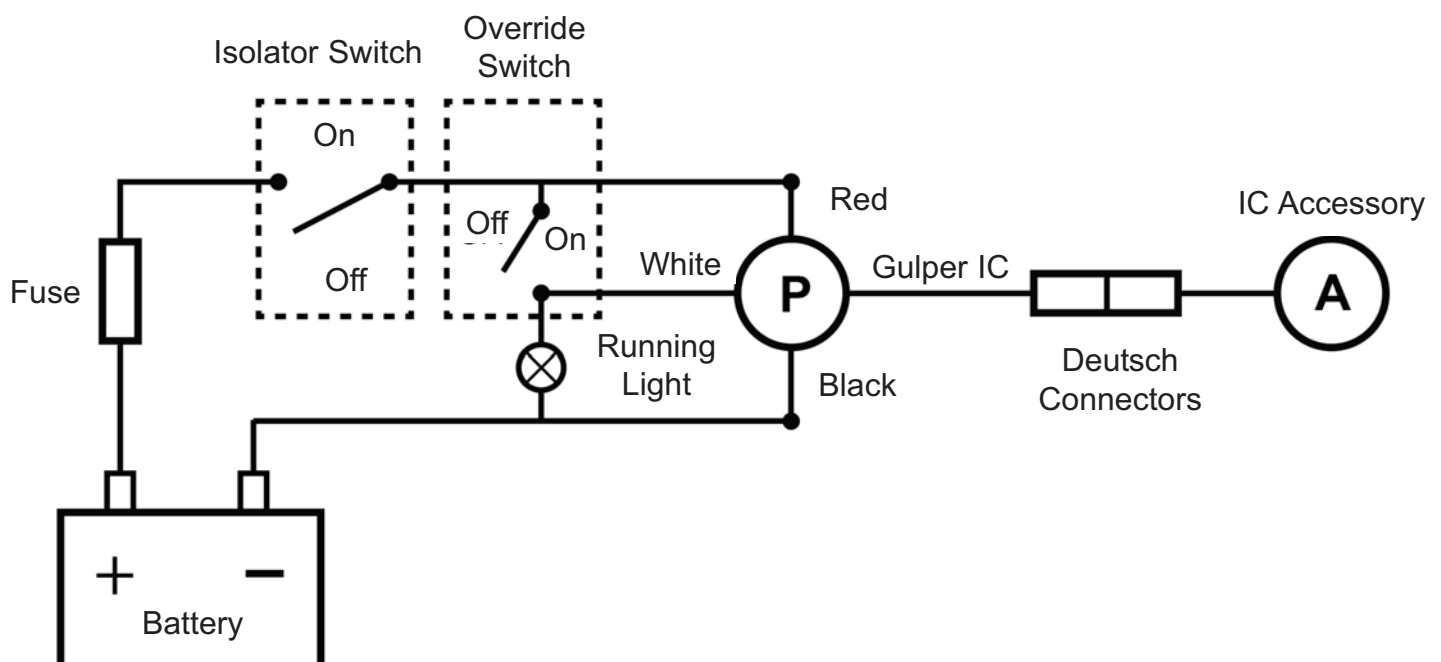 Override
Switch
Isolator Switch
On
Off
On
Off
Fuse
White
Red
Gulper IC
IC Accessory
P
A
Running
Light
Black
Deutsch
Connectors
+
−
Battery